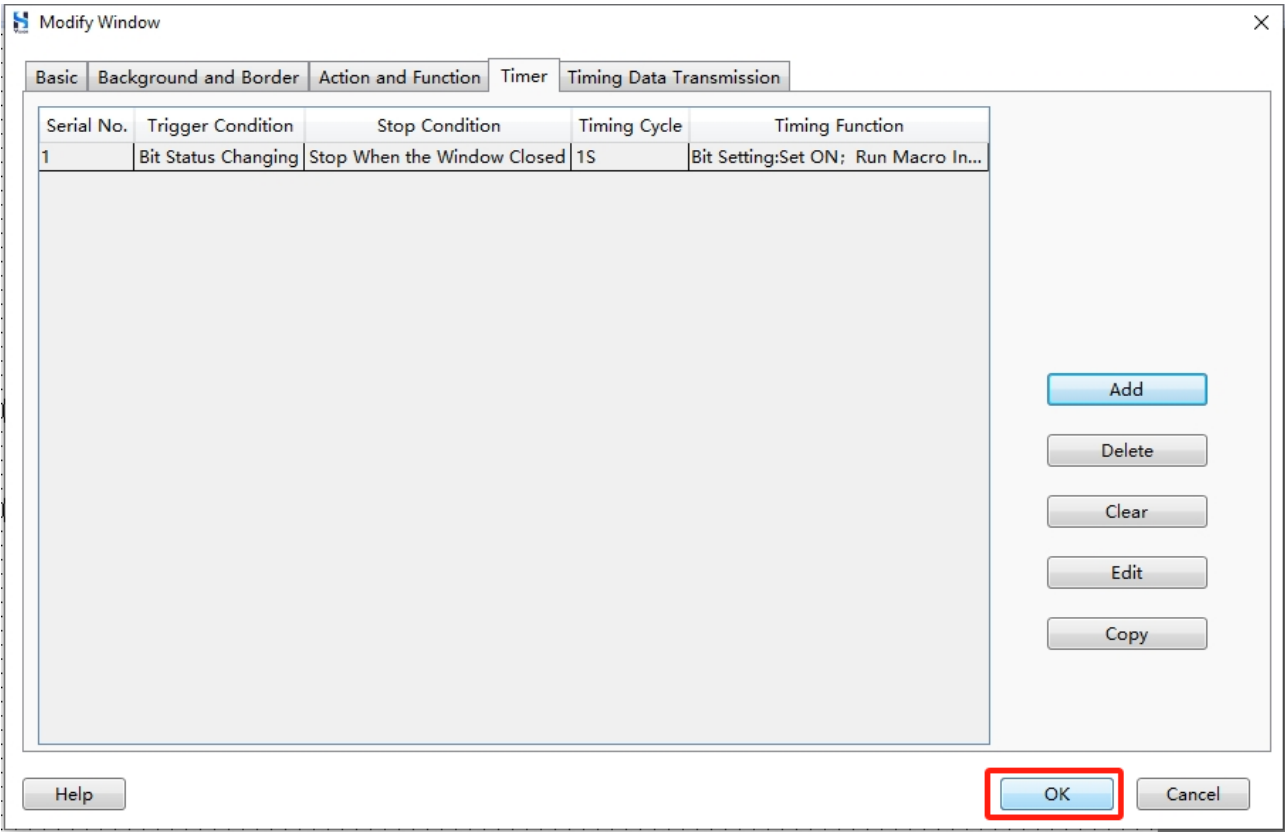 Modify Window
Basic Background and Border Action and Function Timer Timing Data Transmission
Serial No. Trigger Condition Stop Condition Timing Cycle Timing Function
1 Bit Status Changing Stop When the Window Closed 1S Bit Setting:Set ON; Run Macro In...
Add
Delete
Clear
Edit
Copy
Help OK Cancel